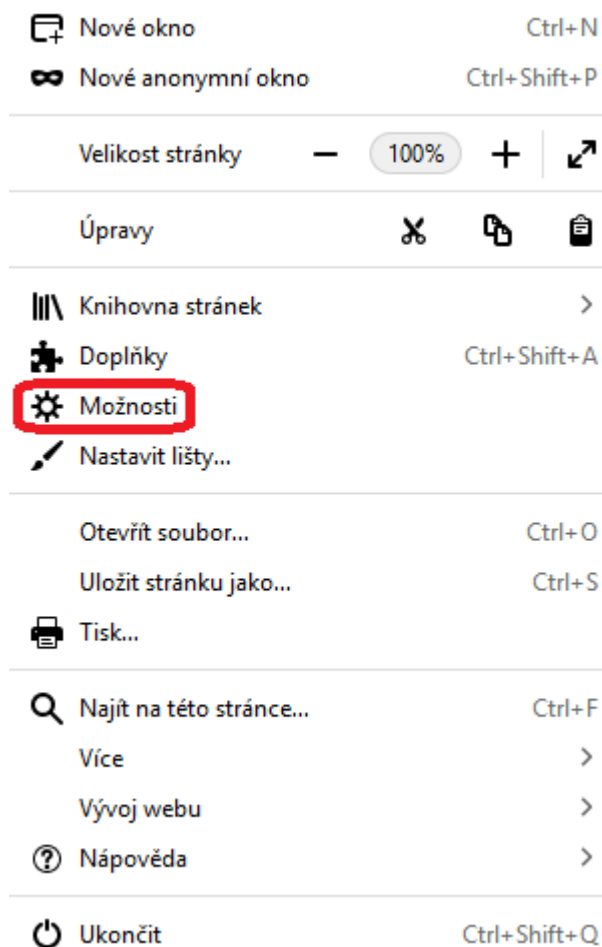 Nové okno Ctrl+N
Nové anonymní okno Ctrl+Shift+P
Velikost stránky − 100% +
Úpravy
Knihovna stránek
Doplňky Ctrl+Shift+A
Možnosti
Nastavit lišty...
Otevřít soubor... Ctrl+O
Uložit stránku jako... Ctrl+S
Tisk...
Najít na této stránce... Ctrl+F
Více
Vývoj webu
Nápověda
Ukončit Ctrl+Shift+Q